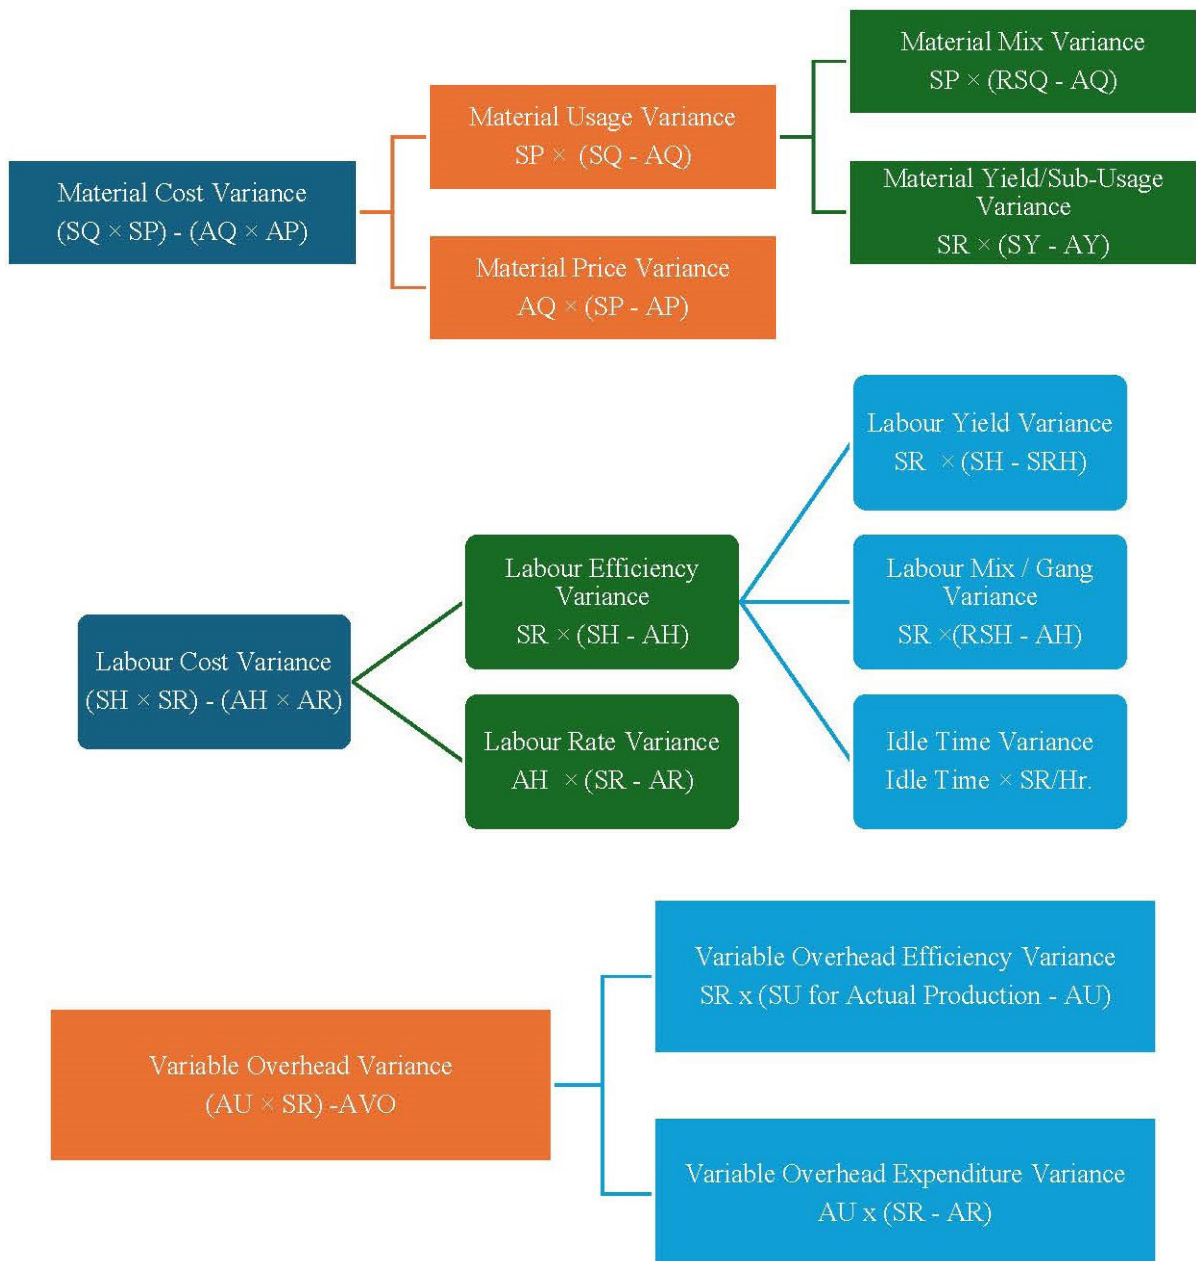 Material Cost Variance
(SQ × SP) - (AQ × AP)
Material Usage Variance
SP × (SQ - AQ)
Material Price Variance
AQ × (SP - AP)
Material Mix Variance
SP × (RSQ - AQ)
Material Yield/Sub-Usage
Variance
SR × (SY - AY)
Labour Cost Variance
(SH × SR) - (AH × AR)
Labour Efficiency
Variance
SR × (SH - AH)
Labour Rate Variance
AH × (SR - AR)
Labour Yield Variance
SR × (SH - SRH)
Labour Mix / Gang
Variance
SR ×(RSH - AH)
Idle Time Variance
Idle Time × SR/Hr.
Variable Overhead Variance
(AU × SR) -AVO
Variable Overhead Efficiency Variance
SR x (SU for Actual Production - AU)
Variable Overhead Expenditure Variance
AU x (SR - AR)